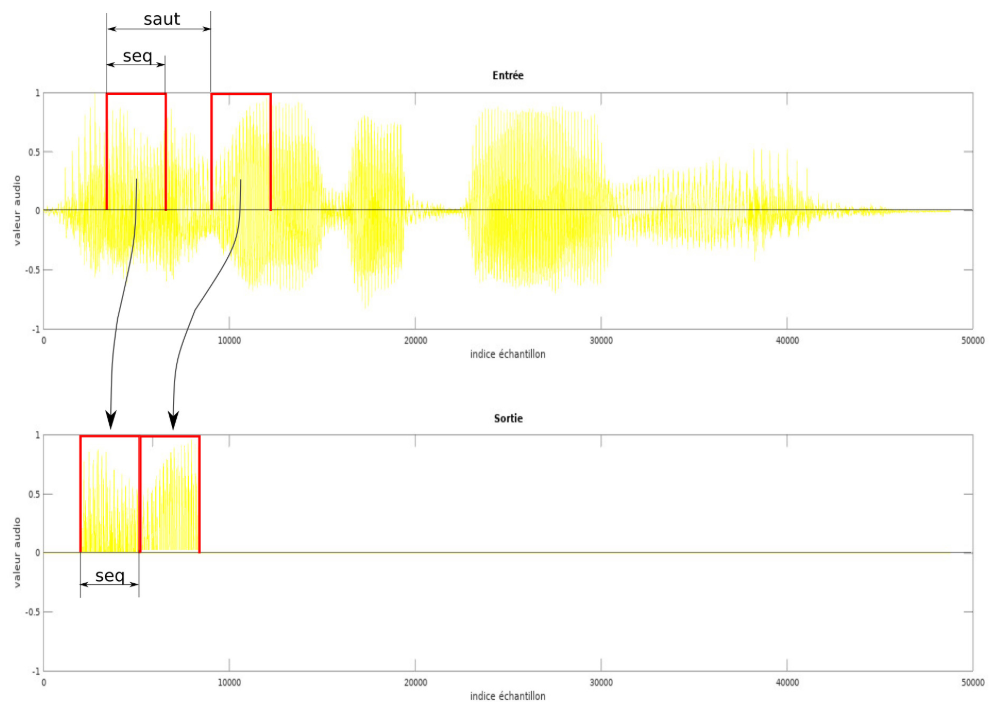 saut
seq
Entrée
1
0.5
0
-0.5
-1
valeur audio
0 10000 20000 30000 40000 50000
indice échantillon
Sortie
1
0.5
0
-0.5
-1
valeur audio
seq
0 10000 20000 30000 40000 50000
indice échantillon